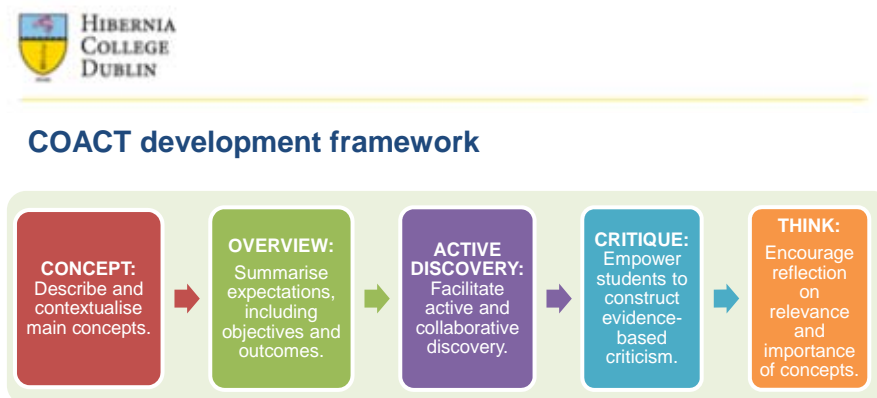 HIBERNIA
COLLEGE
DUBLIN
COACT development framework
CONCEPT:
Describe and
contextualise
main concepts.
OVERVIEW:
Summarise
expectations,
including
objectives and
outcomes.
ACTIVE
DISCOVERY:
Facilitate
active and
collaborative
discovery.
CRITIQUE:
Empower
students to
construct
evidence-
based
criticism.
THINK:
Encourage
reflection
on
relevance
and
importance
of concepts.